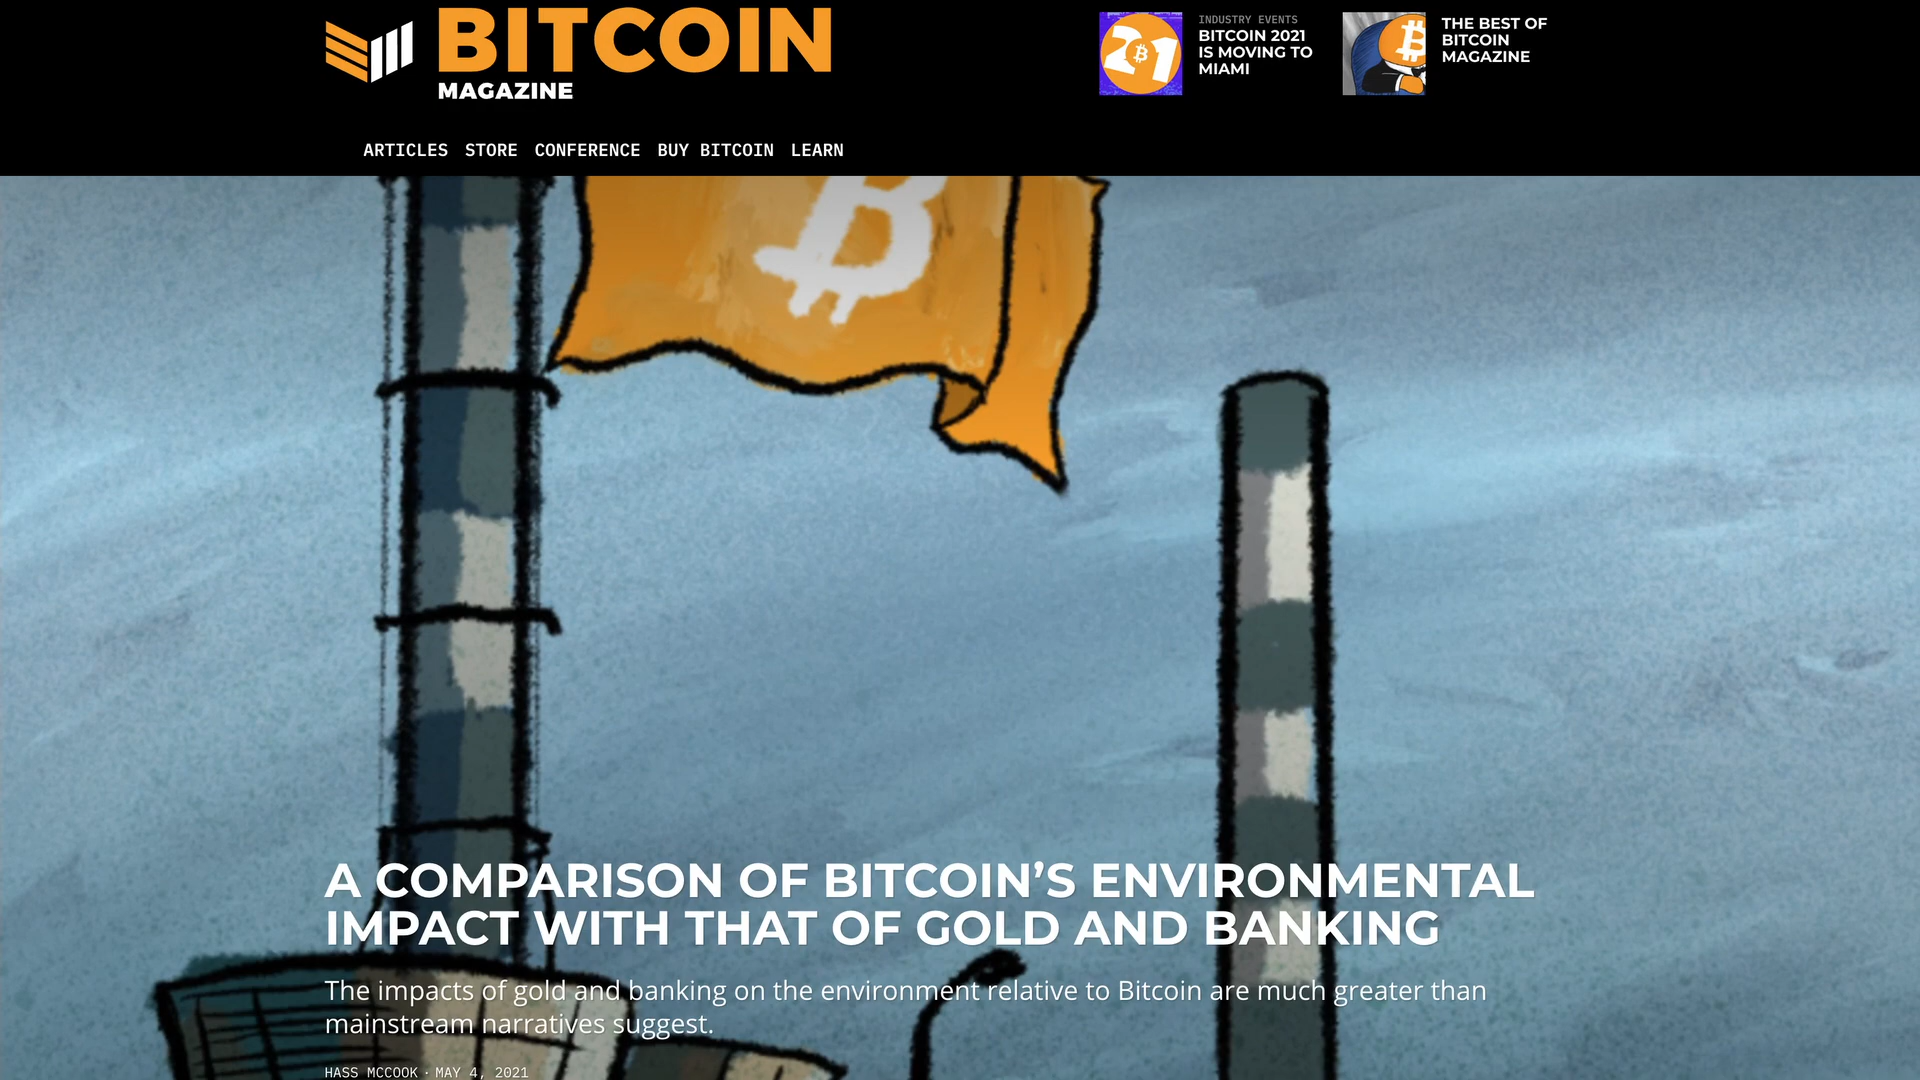 BITCOIN
MAGAZINE
INDUSTRY EVENTS
BITCOIN 2021
IS MOVING TO
MIAMI
THE BEST OF
BITCOIN
MAGAZINE
ARTICLES STORE CONFERENCE BUY BITCOIN LEARN
A COMPARISON OF BITCOIN’S ENVIRONMENTAL
IMPACT WITH THAT OF GOLD AND BANKING
The impacts of gold and banking on the environment relative to Bitcoin are much greater than
mainstream narratives suggest.
HASS MCCOOK · MAY 4, 2021